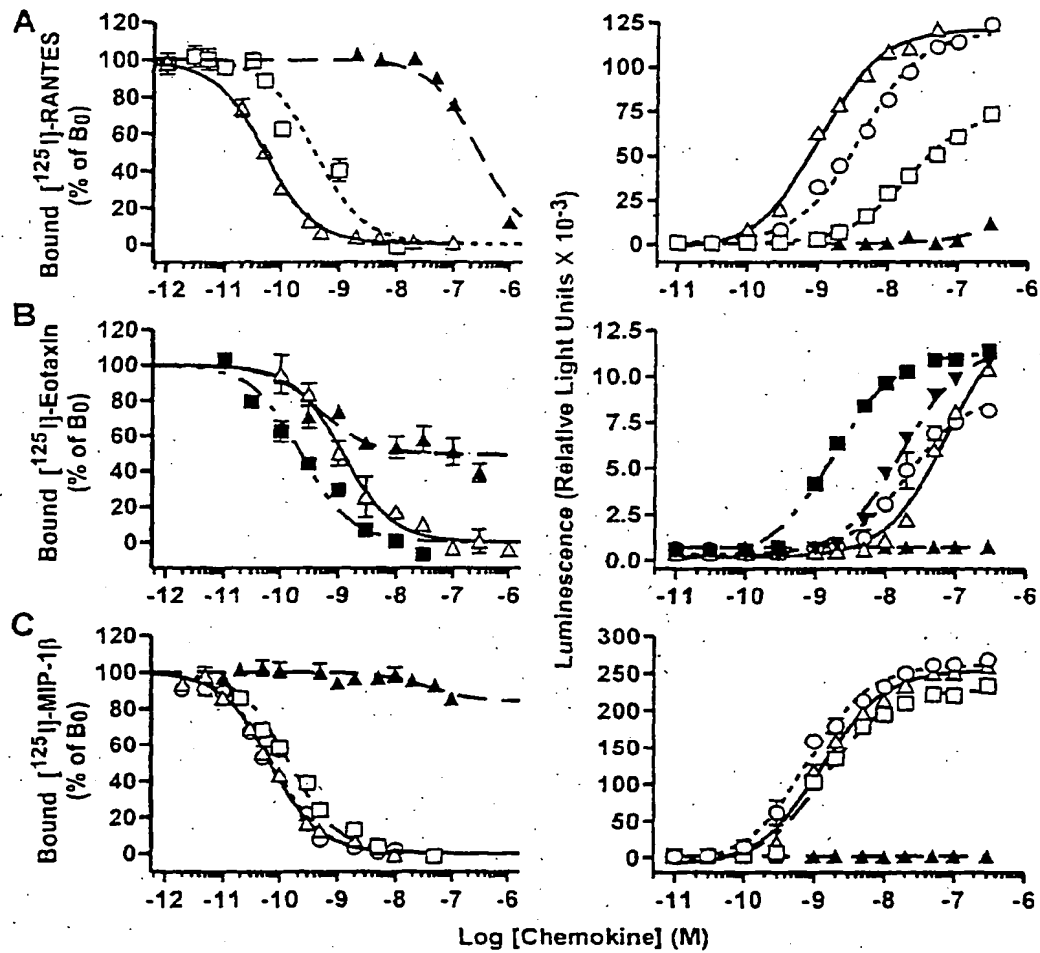 A
Bound [125I]-RANTES
(% of B0)
120
100
80
60
40
20
0
-12 -11 -10 -9 -8 -7 -6
125
100
75
50
25
0
-11 -10 -9 -8 -7 -6
B
Bound [125I]-Eotaxin
(% of B0)
120
100
80
60
40
20
0
-12 -11 -10 -9 -8 -7 -6
Luminescence (Relative Light Units X 10-3)
12.5
10.0
7.5
5.0
2.5
0.0
-11 -10 -9 -8 -7 -6
C
Bound [125I]-MIP-1β
(% of B0)
120
100
80
60
40
20
0
-12 -11 -10 -9 -8 -7 -6
300
250
200
150
100
50
0
-11 -10 -9 -8 -7 -6
Log [Chemokine] (M)